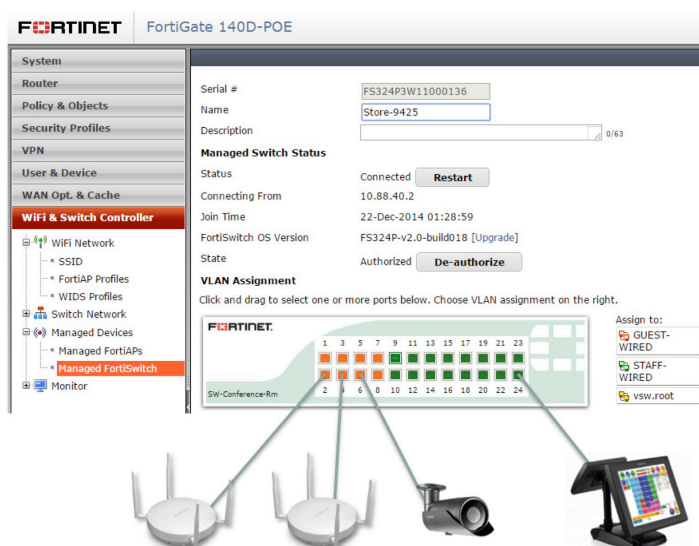 FORTINET
FortiGate 140D-POE
System
Router
Policy & Objects
Security Profiles
VPN
User & Device
WAN Opt. & Cache
WiFi & Switch Controller
WiFi Network
SSID
FortiAP Profiles
WIDS Profiles
Switch Network
Managed Devices
Managed FortiAPs
Managed FortiSwitch
Monitor
Serial # FS324P3W11000136
Name Store-9425
Description 0/63
Managed Switch Status
Status Connected Restart
Connecting From 10.88.40.2
Join Time 22-Dec-2014 01:28:59
FortiSwitch OS Version FS324P-v2.0-build018 [Upgrade]
State Authorized De-authorize
VLAN Assignment
Click and drag to select one or more ports below. Choose VLAN assignment on the right.
FORTINET.
1 3 5 7 9 11 13 15 17 19 21 23
2 4 6 8 10 12 14 16 18 20 22 24
SW-Conference-Rm
Assign to:
GUEST-
WIRED
STAFF-
WIRED
vsw.root